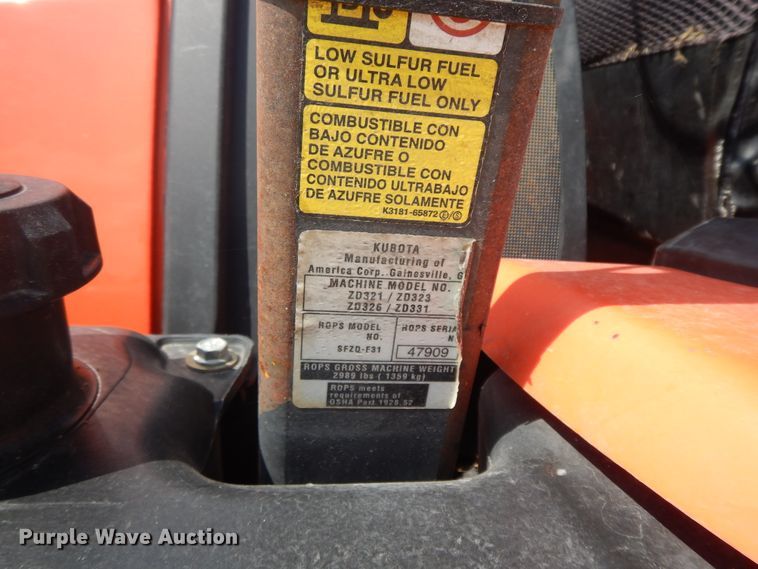 LOW SULFUR FUEL
OR ULTRA LOW
SULFUR FUEL ONLY
COMBUSTIBLE CON
BAJO CONTENIDO
DE AZUFRE O
COMBUSTIBLE CON
CONTENIDO ULTRABAJO
DE AZUFRE SOLAMENTE
K3181-65872
KUBOTA
Manufacturing of
America Corp. Gainesville, G
MACHINE MODEL NO.
ZD321 / ZD323
ZD326 / ZD331
ROPS MODEL NO.
SFZD-F31
ROPS SERIA
N
47909
ROPS GROSS MACHINE WEIGHT
2989 lbs ( 1359 kg)
ROPS meets
requirements of
OSHA Part.1928.52
Purple Wave Auction